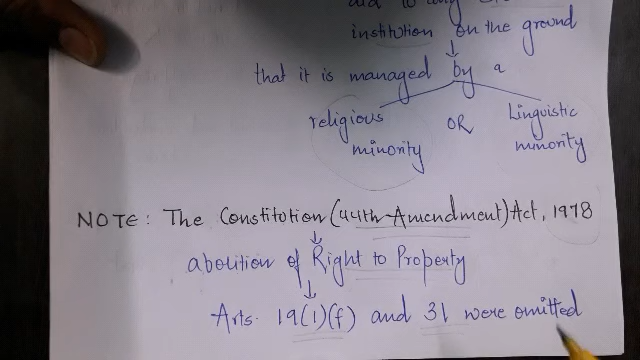 institution on the ground
that it is managed by a
religious minority OR Linguistic minority
NOTE: The Constitution (44th Amendment) Act, 1978
abolition of Right to Property
Arts. 19(1)(f) and 31 were omitted